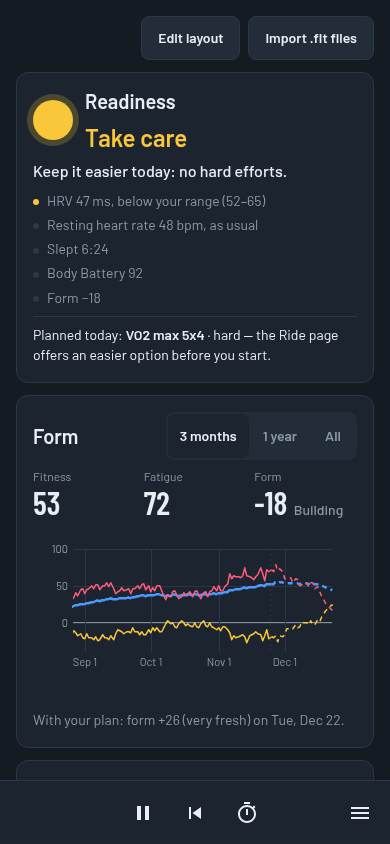 Edit layout
Import .fit files
Readiness
Take care
Keep it easier today: no hard efforts.
HRV 47 ms, below your range (52–65)
Resting heart rate 48 bpm, as usual
Slept 6:24
Body Battery 92
Form −18
Planned today: VO2 max 5x4 · hard — the Ride page
offers an easier option before you start.
Form
3 months
1 year
All
Fitness
Fatigue
Form
53
72
-18 Building
100
50
0
Sep 1
Oct 1
Nov 1
Dec 1
With your plan: form +26 (very fresh) on Tue, Dec 22.